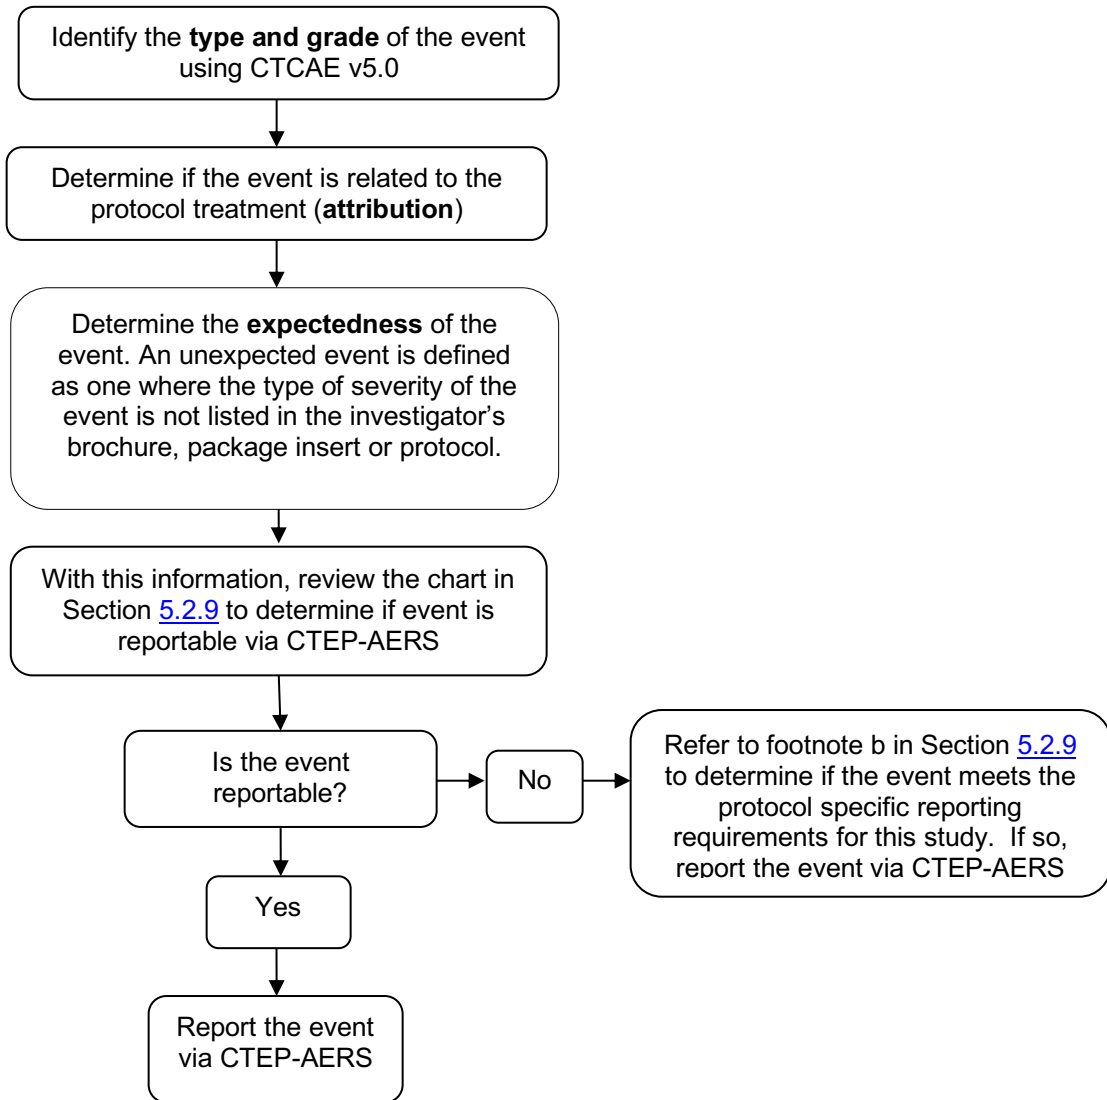 Identify the type and grade of the event
using CTCAE v5.0
Determine if the event is related to the
protocol treatment (attribution)
Determine the expectedness of the
event. An unexpected event is defined
as one where the type of severity of the
event is not listed in the investigator’s
brochure, package insert or protocol.
With this information, review the chart in
Section 5.2.9 to determine if event is
reportable via CTEP-AERS
Is the event
reportable?
No
Refer to footnote b in Section 5.2.9
to determine if the event meets the
protocol specific reporting
requirements for this study.  If so,
report the event via CTEP-AERS
Yes
Report the event
via CTEP-AERS